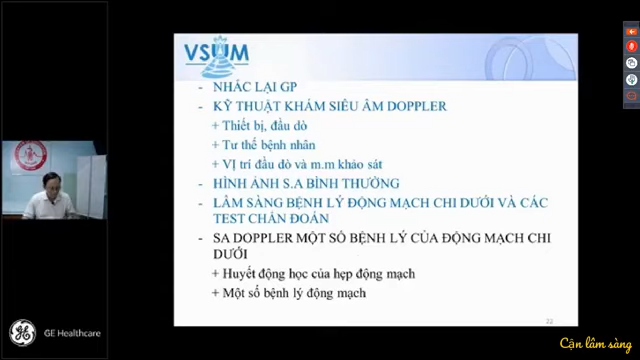 VSUM
- NHẮC LẠI GP
- KỸ THUẬT KHÁM SIÊU ÂM DOPPLER
+ Thiết bị, đầu dò
+ Tư thế bệnh nhân
+ Vị trí đầu dò và m.m khảo sát
- HÌNH ẢNH S.A BÌNH THƯỜNG
- LÂM SÀNG BỆNH LÝ ĐỘNG MẠCH CHI DƯỚI VÀ CÁC
TEST CHẨN ĐOÁN
- SA DOPPLER MỘT SỐ BỆNH LÝ CỦA ĐỘNG MẠCH CHI
DƯỚI
+ Huyết động học của hẹp động mạch
+ Một số bệnh lý động mạch
22
GE Healthcare
Cận lâm sàng